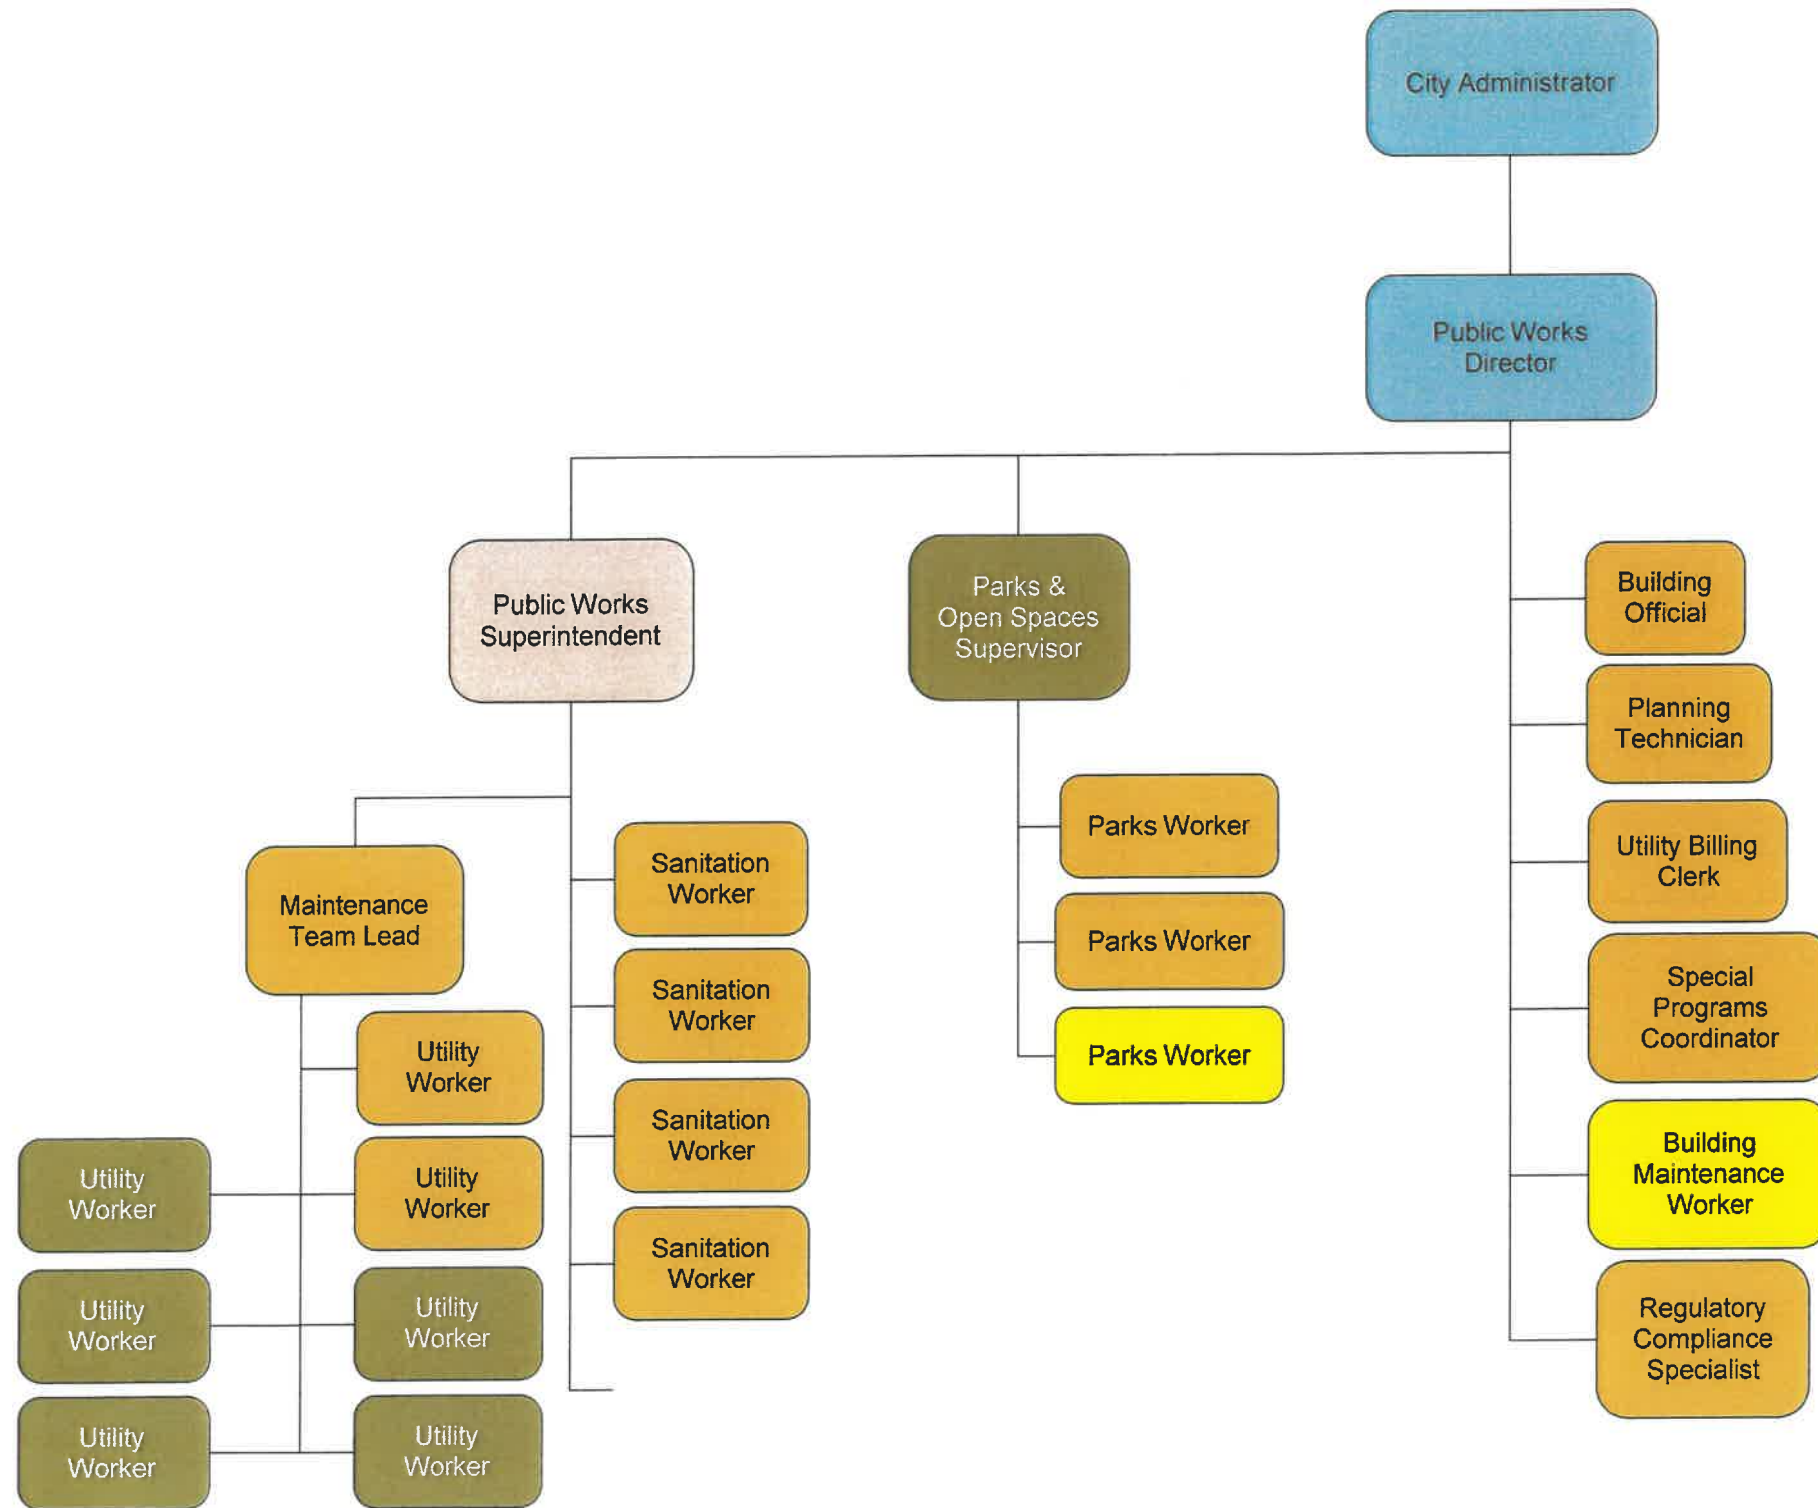 City Administrator
Public Works
Director
Public Works
Superintendent
Parks &
Open Spaces
Supervisor
Building
Official
Planning
Technician
Utility Billing
Clerk
Special
Programs
Coordinator
Building
Maintenance
Worker
Regulatory
Compliance
Specialist
Parks Worker
Parks Worker
Parks Worker
Sanitation
Worker
Sanitation
Worker
Sanitation
Worker
Sanitation
Worker
Maintenance
Team Lead
Utility
Worker
Utility
Worker
Utility
Worker
Utility
Worker
Utility
Worker
Utility
Worker
Utility
Worker